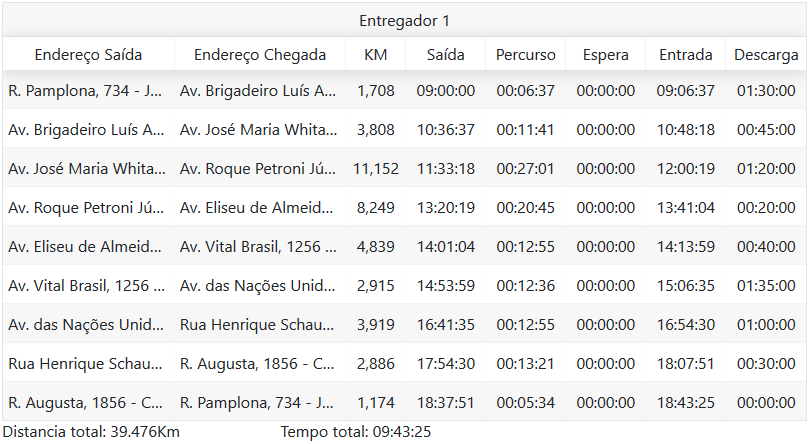 Entregador 1
Endereço Saída Endereço Chegada KM Saída Percurso Espera Entrada Descarga
R. Pamplona, 734 - J... Av. Brigadeiro Luís A... 1,708 09:00:00 00:06:37 00:00:00 09:06:37 01:30:00
Av. Brigadeiro Luís A... Av. José Maria Whita... 3,808 10:36:37 00:11:41 00:00:00 10:48:18 00:45:00
Av. José Maria Whita... Av. Roque Petroni Jú... 11,152 11:33:18 00:27:01 00:00:00 12:00:19 01:20:00
Av. Roque Petroni Jú... Av. Eliseu de Almeid... 8,249 13:20:19 00:20:45 00:00:00 13:41:04 00:20:00
Av. Eliseu de Almeid... Av. Vital Brasil, 1256 ... 4,839 14:01:04 00:12:55 00:00:00 14:13:59 00:40:00
Av. Vital Brasil, 1256 ... Av. das Nações Unid... 2,915 14:53:59 00:12:36 00:00:00 15:06:35 01:35:00
Av. das Nações Unid... Rua Henrique Schau... 3,919 16:41:35 00:12:55 00:00:00 16:54:30 01:00:00
Rua Henrique Schau... R. Augusta, 1856 - C... 2,886 17:54:30 00:13:21 00:00:00 18:07:51 00:30:00
R. Augusta, 1856 - C... R. Pamplona, 734 - J... 1,174 18:37:51 00:05:34 00:00:00 18:43:25 00:00:00
Distancia total: 39.476Km Tempo total: 09:43:25